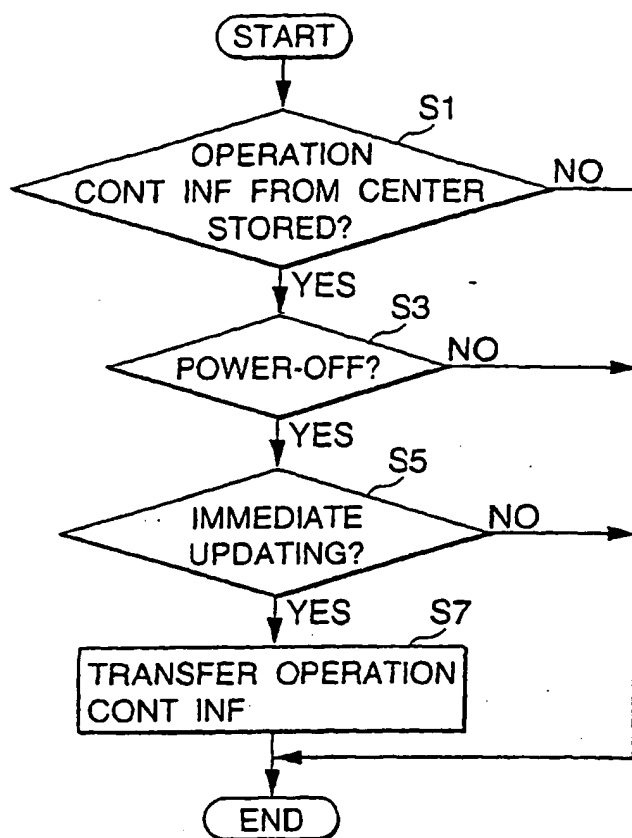 START
S1
OPERATION
CONT INF FROM CENTER
STORED?
NO
YES
S3
POWER-OFF?
NO
YES
S5
IMMEDIATE
UPDATING?
NO
YES
S7
TRANSFER OPERATION
CONT INF
END